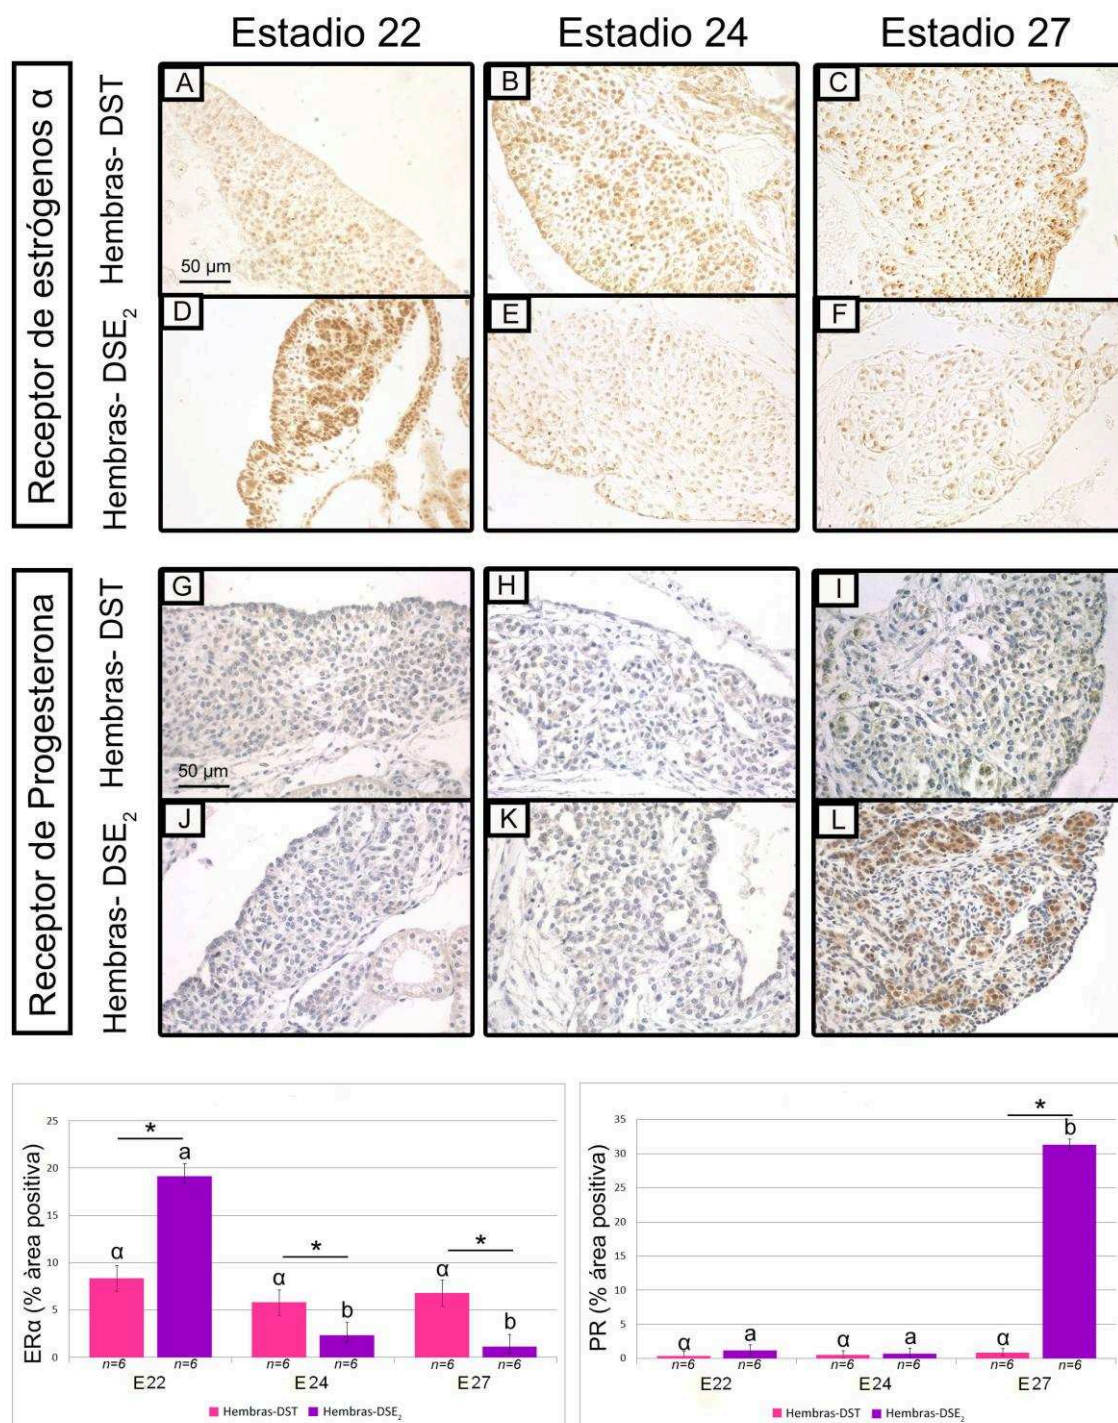 Estadio 22 Estadio 24 Estadio 27
Receptor de estrógenos α
Hembras- DST
A B C
50 µm
Hembras- DSE₂
D E F
Receptor de Progesterona
Hembras- DST
G H I
50 µm
Hembras- DSE₂
J K L
ERα (% àrea positiva)
25
20
15
10
5
0
* * *
α a α b α b
n=6 n=6 n=6 n=6 n=6 n=6
E22 E24 E27
Hembras-DST Hembras-DSE₂
PR (% área positiva)
35
30
25
20
15
10
5
0
*
α a α a α b
n=6 n=6 n=6 n=6 n=6 n=6
E22 E24 E27
Hembras-DST Hembras-DSE₂